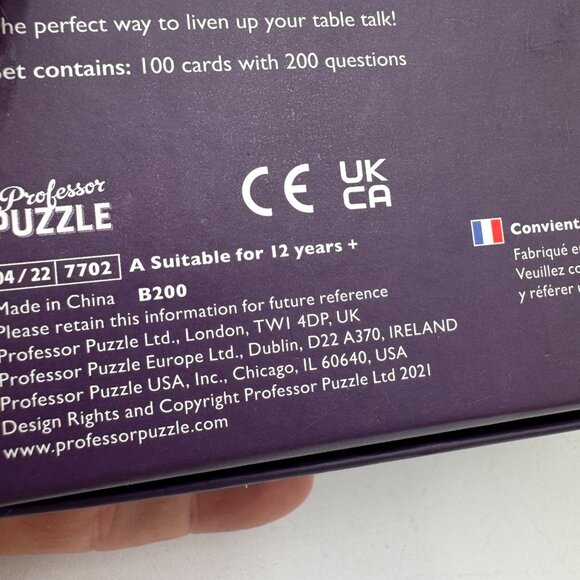 he perfect way to liven up your table talk!
et contains: 100 cards with 200 questions
Professor
PUZZLE
CE
UK
CA
04/22 7702 A Suitable for 12 years +
Made in China B200
Please retain this information for future reference
Professor Puzzle Ltd., London, TW1 4DP, UK
Professor Puzzle Europe Ltd., Dublin, D22 A370, IRELAND
Professor Puzzle USA, Inc., Chicago, IL 60640, USA
Design Rights and Copyright Professor Puzzle Ltd 2021
www.professorpuzzle.com
Convient
Fabriqué e
Veuillez co
y référer